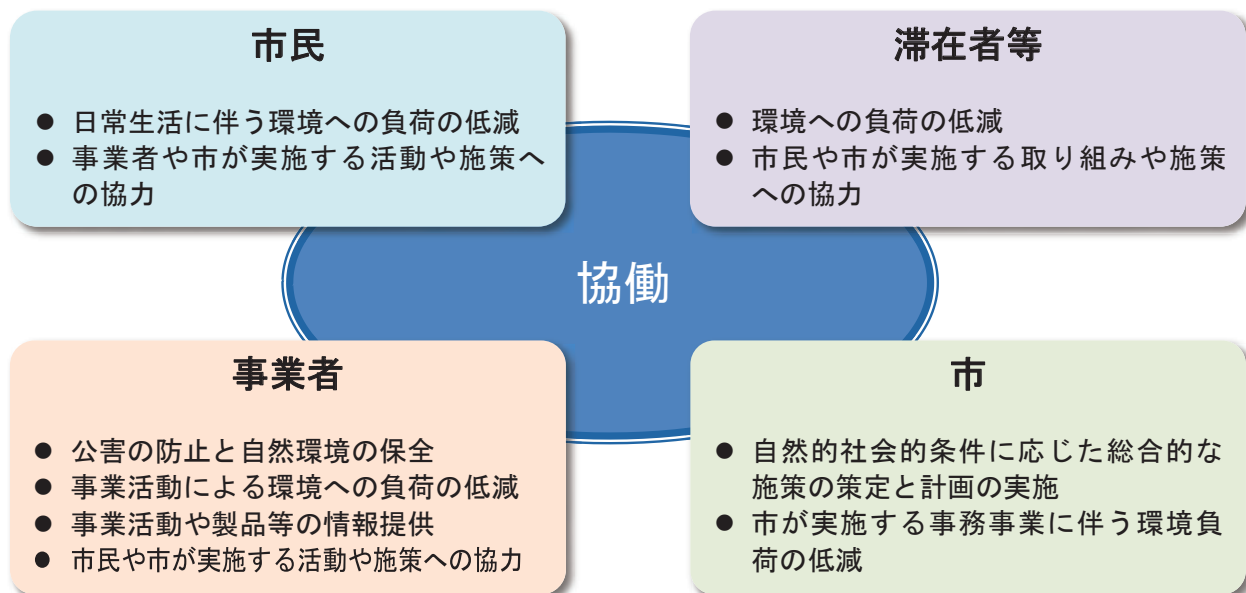 市民
● 日常生活に伴う環境への負荷の低減
● 事業者や市が実施する活動や施策へ
の協力
滞在者等
● 環境への負荷の低減
● 市民や市が実施する取り組みや施策
への協力
協働
事業者
● 公害の防止と自然環境の保全
● 事業活動による環境への負荷の低減
● 事業活動や製品等の情報提供
● 市民や市が実施する活動や施策への協力
市
● 自然的社会的条件に応じた総合的な
施策の策定と計画の実施
● 市が実施する事務事業に伴う環境負
荷の低減